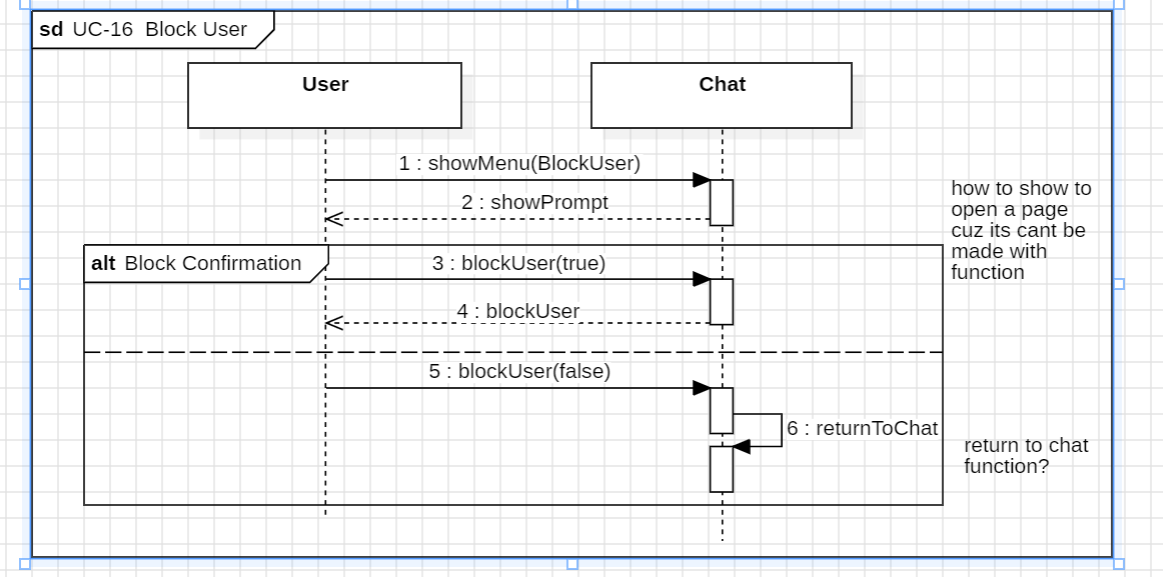 sd UC-16 Block User
User
Chat
1 : showMenu(BlockUser)
2 : showPrompt
how to show to
open a page
cuz its cant be
made with
function
alt Block Confirmation
3 : blockUser(true)
4 : blockUser
5 : blockUser(false)
6 : returnToChat
return to chat
function?